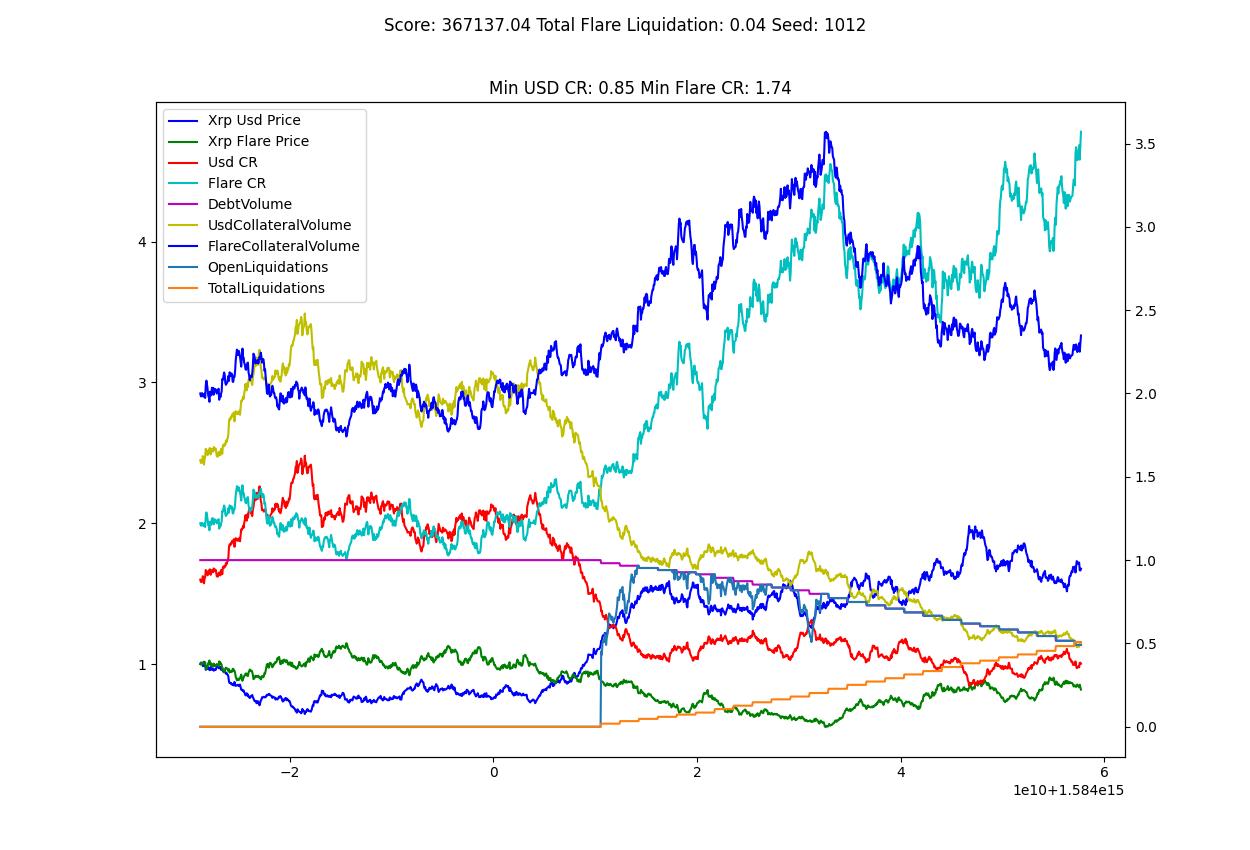 Score: 367137.04 Total Flare Liquidation: 0.04 Seed: 1012
Min USD CR: 0.85 Min Flare CR: 1.74
Xrp Usd Price
Xrp Flare Price
Usd CR
Flare CR
DebtVolume
UsdCollateralVolume
FlareCollateralVolume
OpenLiquidations
TotalLiquidations
4
3
2
1
3.5
3.0
2.5
2.0
1.5
1.0
0.5
0.0
−2 0 2 4 6
1e10+1.584e15